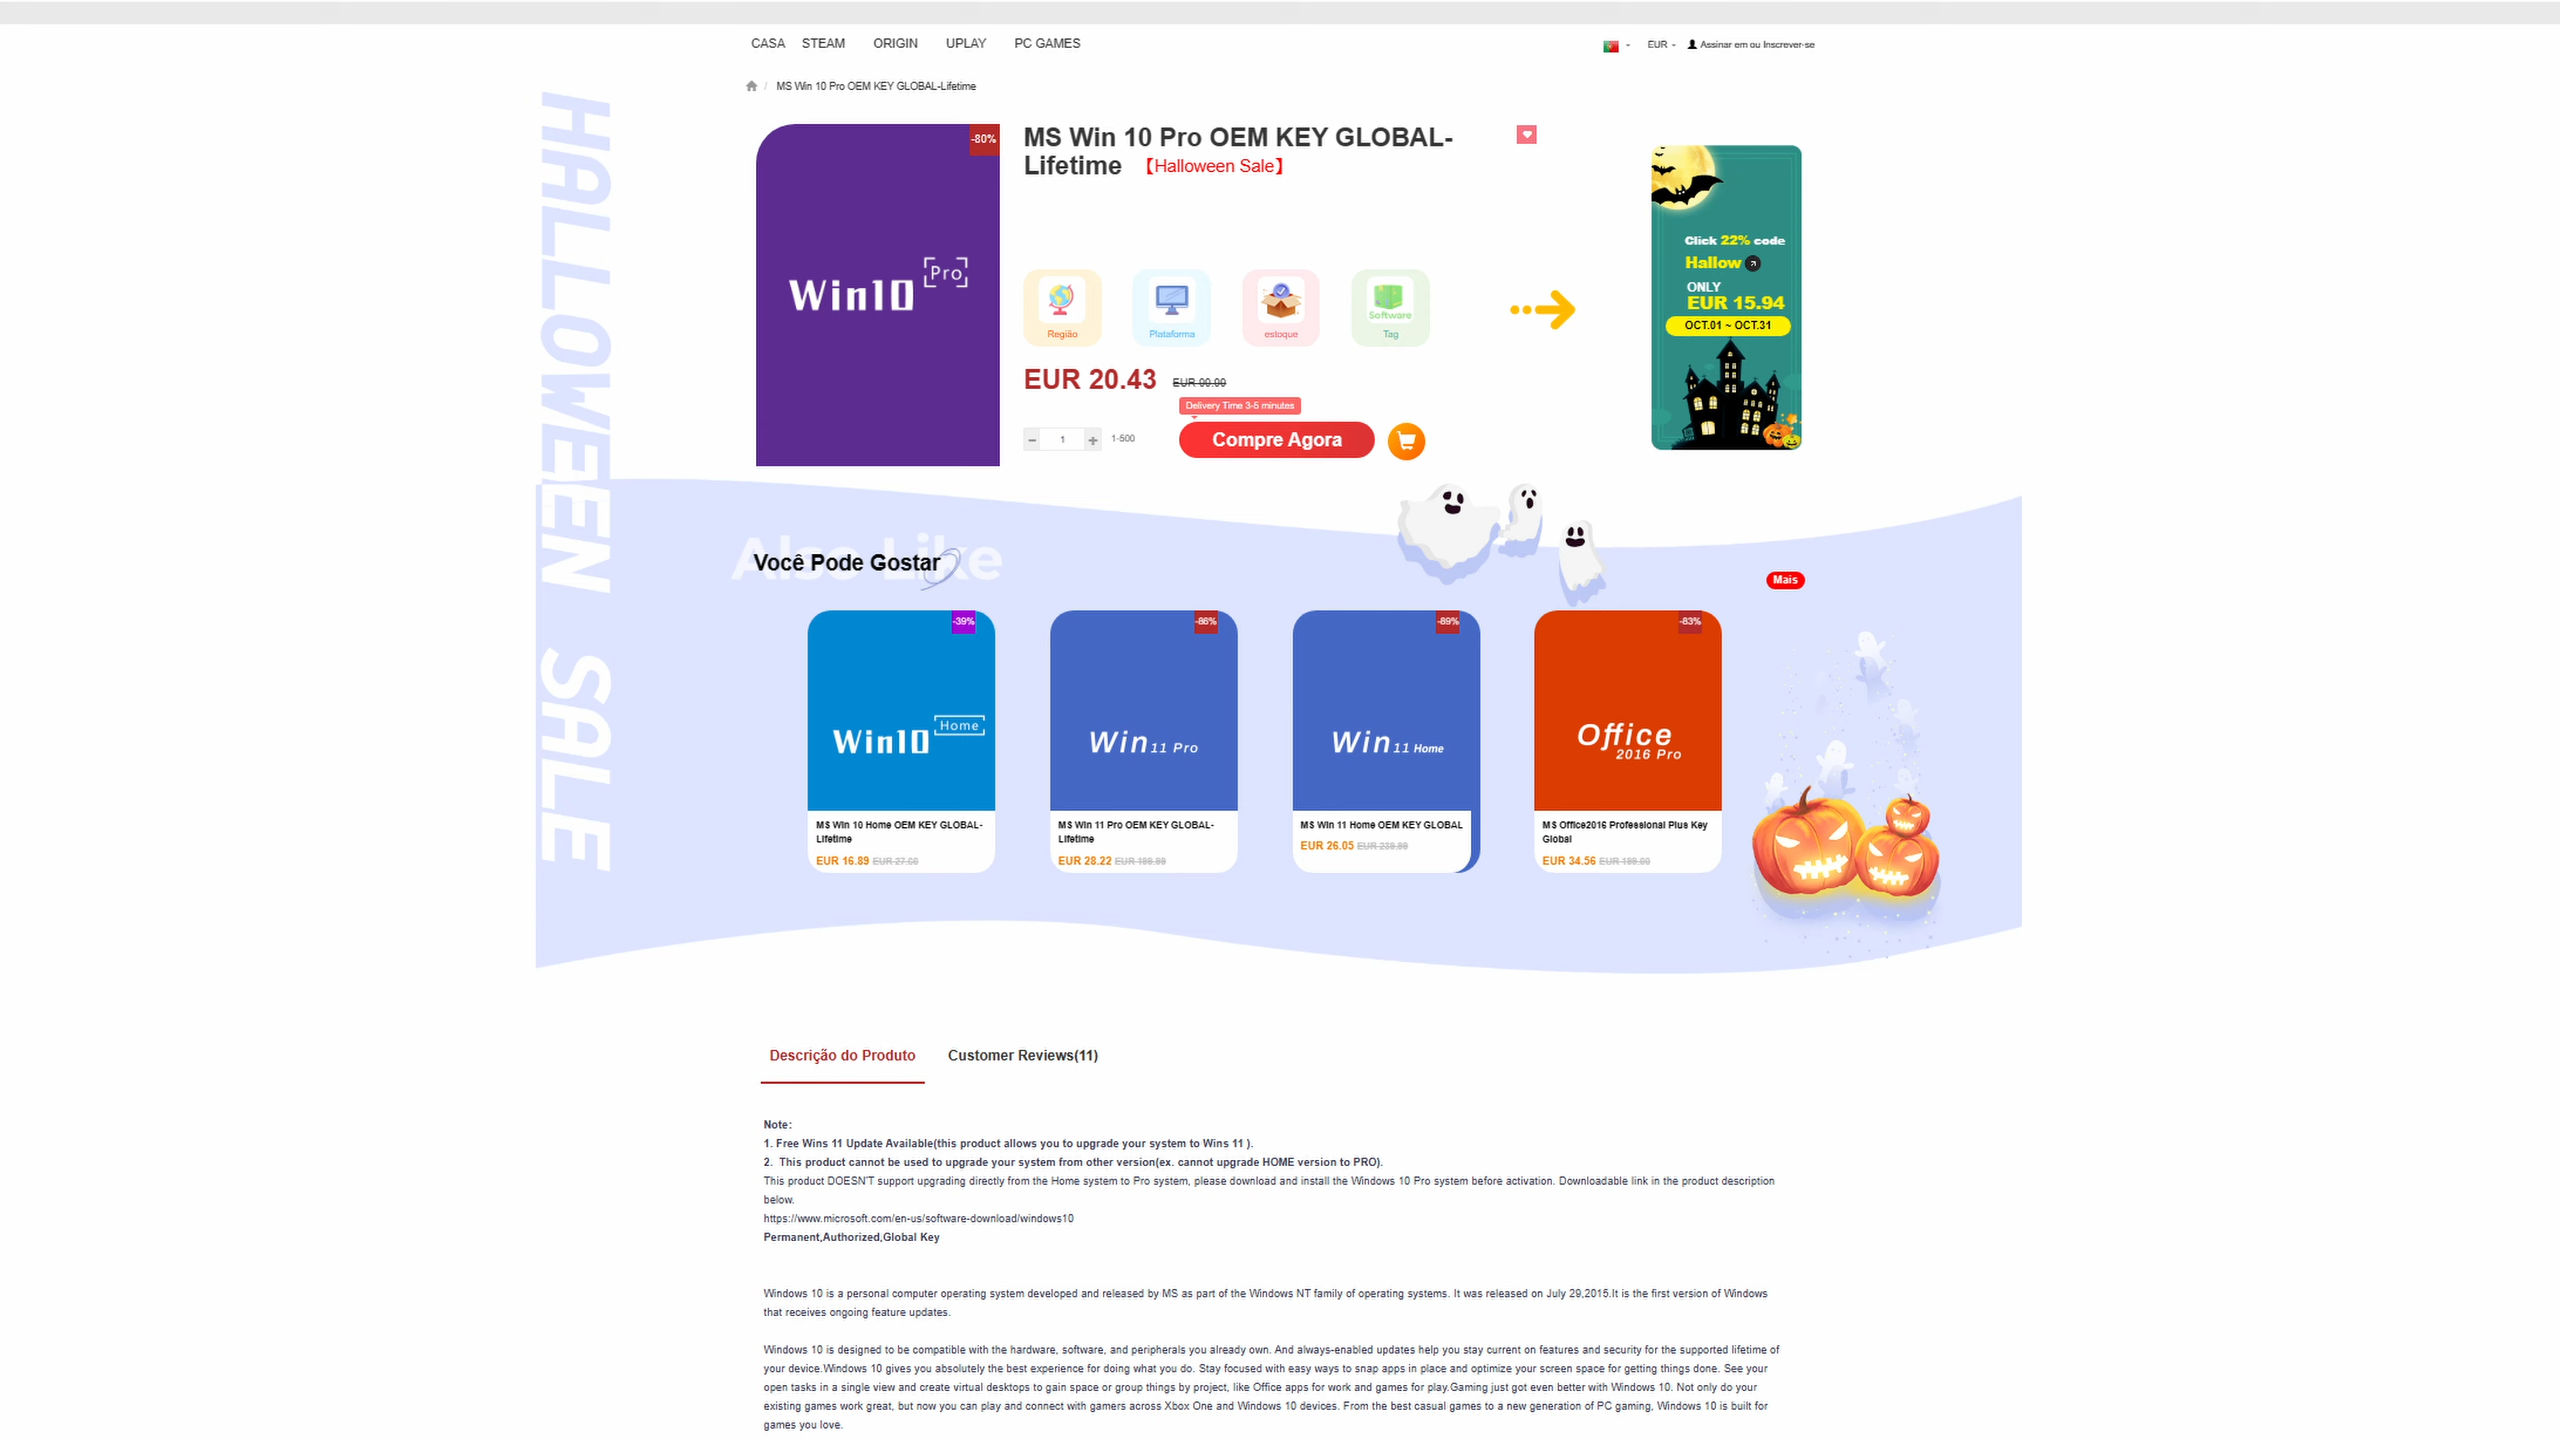 CASA STEAM ORIGIN UPLAY PC GAMES
EUR Assinar em ou Inscrever-se
/ MS Win 10 Pro OEM KEY GLOBAL-Lifetime
HALLOWEEN SALE
-80%
Win10 Pro
MS Win 10 Pro OEM KEY GLOBAL-
Lifetime 【Halloween Sale】
Região
Plataforma
estoque
Software
Tag
EUR 20.43
Delivery Time 3-5 minutes
− 1 + 1-500
Compre Agora
Click 22% code
Hallow
ONLY
EUR 15.94
OCT.01 ~ OCT.31
Also Like
Você Pode Gostar
Mais
-39%
Win10 Home
MS Win 10 Home OEM KEY GLOBAL-
Lifetime
EUR 16.89
-86%
Win 11 Pro
MS Win 11 Pro OEM KEY GLOBAL-
Lifetime
EUR 28.22
-89%
Win 11 Home
MS Win 11 Home OEM KEY GLOBAL
EUR 26.05
-83%
Office
2016 Pro
MS Office2016 Professional Plus Key
Global
EUR 34.56
Descrição do Produto Customer Reviews(11)
Note:
1. Free Wins 11 Update Available(this product allows you to upgrade your system to Wins 11 ).
2. This product cannot be used to upgrade your system from other version(ex. cannot upgrade HOME version to PRO).
This product DOESN'T support upgrading directly from the Home system to Pro system, please download and install the Windows 10 Pro system before activation. Downloadable link in the product description
below.
https://www.microsoft.com/en-us/software-download/windows10
Permanent,Authorized,Global Key
Windows 10 is a personal computer operating system developed and released by MS as part of the Windows NT family of operating systems. It was released on July 29,2015.It is the first version of Windows
that receives ongoing feature updates.
Windows 10 is designed to be compatible with the hardware, software, and peripherals you already own. And always-enabled updates help you stay current on features and security for the supported lifetime of
your device.Windows 10 gives you absolutely the best experience for doing what you do. Stay focused with easy ways to snap apps in place and optimize your screen space for getting things done. See your
open tasks in a single view and create virtual desktops to gain space or group things by project, like Office apps for work and games for play.Gaming just got even better with Windows 10. Not only do your
existing games work great, but now you can play and connect with gamers across Xbox One and Windows 10 devices. From the best casual games to a new generation of PC gaming, Windows 10 is built for
games you love.